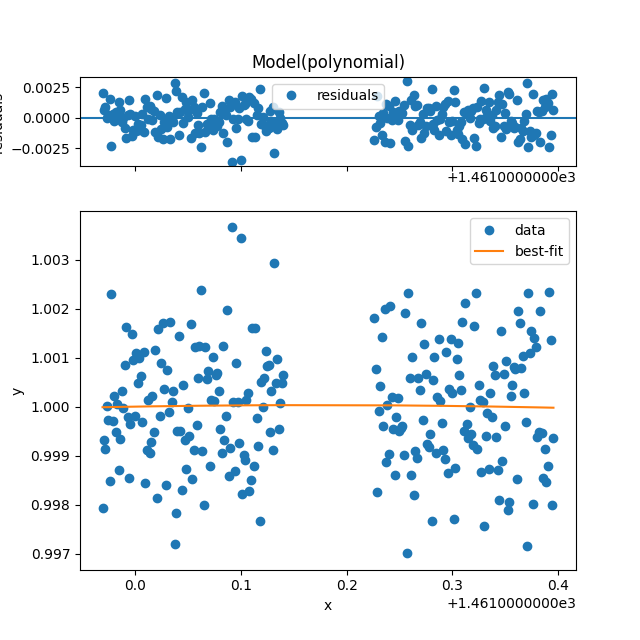 Model(polynomial)
0.0025
0.0000
−0.0025
residuals
residuals
+1.4610000000e3
1.003
1.002
1.001
1.000
0.999
0.998
0.997
y
data
best-fit
0.0 0.1 0.2 0.3 0.4
x
+1.4610000000e3